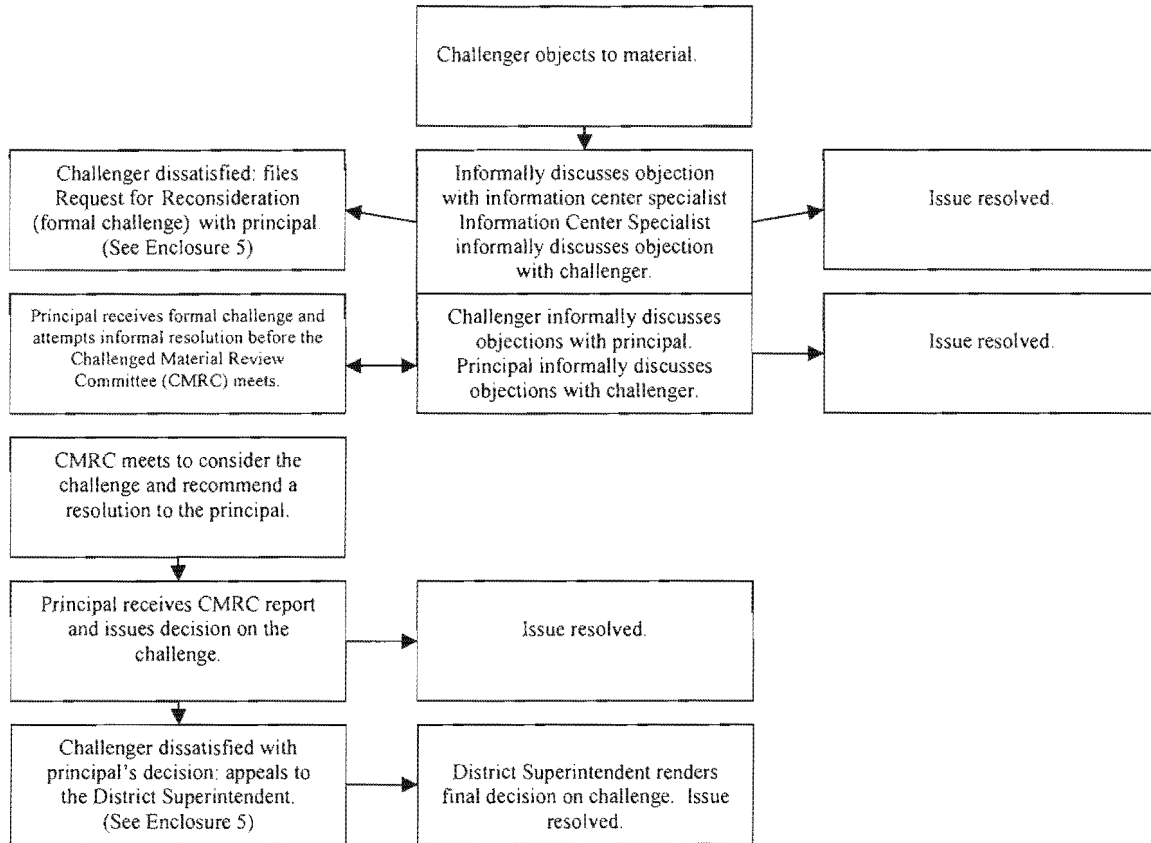 Challenger objects to material.
Challenger dissatisfied: files
Request for Reconsideration
(formal challenge) with principal
(See Enclosure 5)
Informally discusses objection
with information center specialist
Information Center Specialist
informally discusses objection
with challenger.
Issue resolved.
Principal receives formal challenge and
attempts informal resolution before the
Challenged Material Review
Committee (CMRC) meets.
Challenger informally discusses
objections with principal.
Principal informally discusses
objections with challenger.
Issue resolved.
CMRC meets to consider the
challenge and recommend a
resolution to the principal.
Principal receives CMRC report
and issues decision on the
challenge.
Issue resolved.
Challenger dissatisfied with
principal's decision: appeals to
the District Superintendent.
(See Enclosure 5)
District Superintendent renders
final decision on challenge. Issue
resolved.